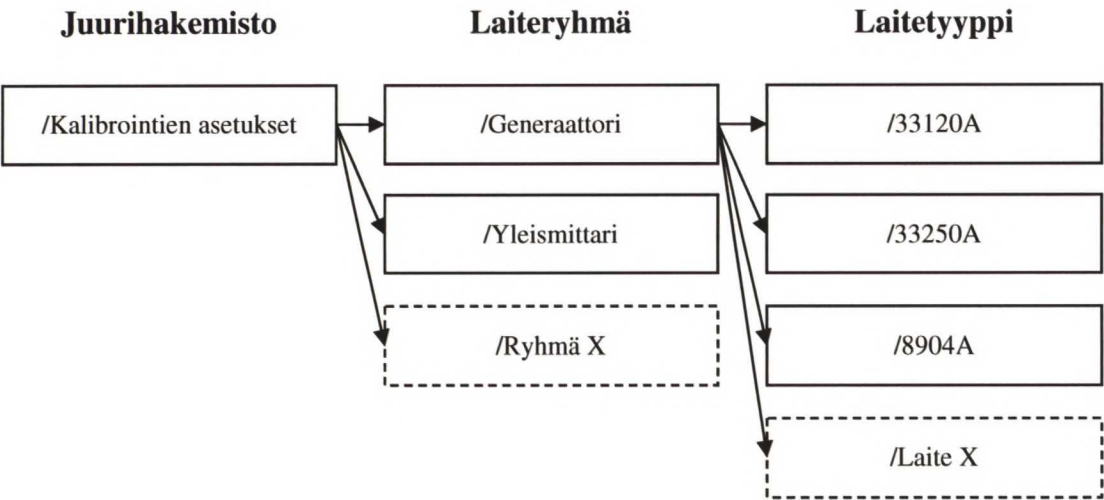 Juurihakemisto
Laiteryhmä
Laitetyyppi
/Kalibrointien asetukset
/Generaattori
/33120A
/Yleismittari
/33250A
/Ryhmä X
/8904A
/Laite X